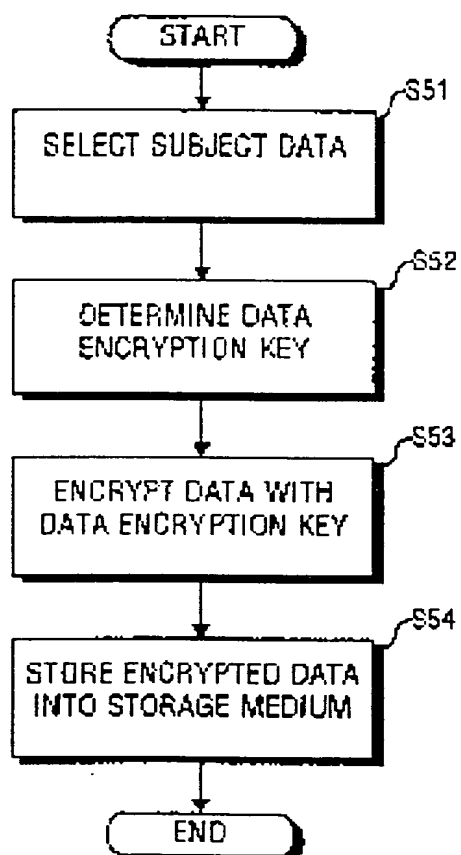 START
S51
SELECT SUBJECT DATA
S52
DETERMINE DATA
ENCRYPTION KEY
S53
ENCRYPT DATA WITH
DATA ENCRYPTION KEY
S54
STORE ENCRYPTED DATA
INTO STORAGE MEDIUM
END